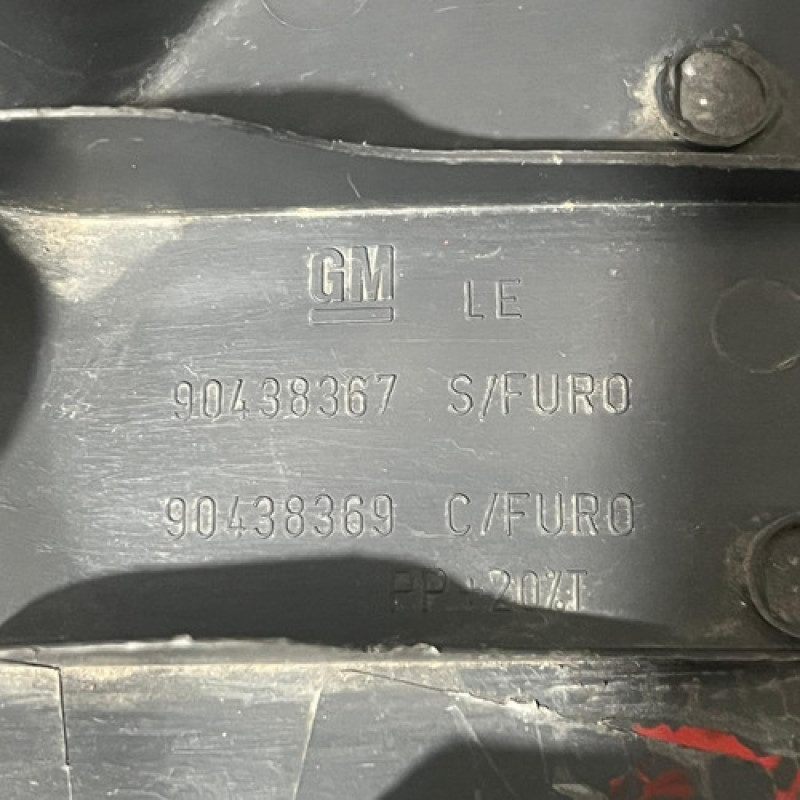 GM LE
90438367 S/FURO
90438369 C/FURO
PP+20%T